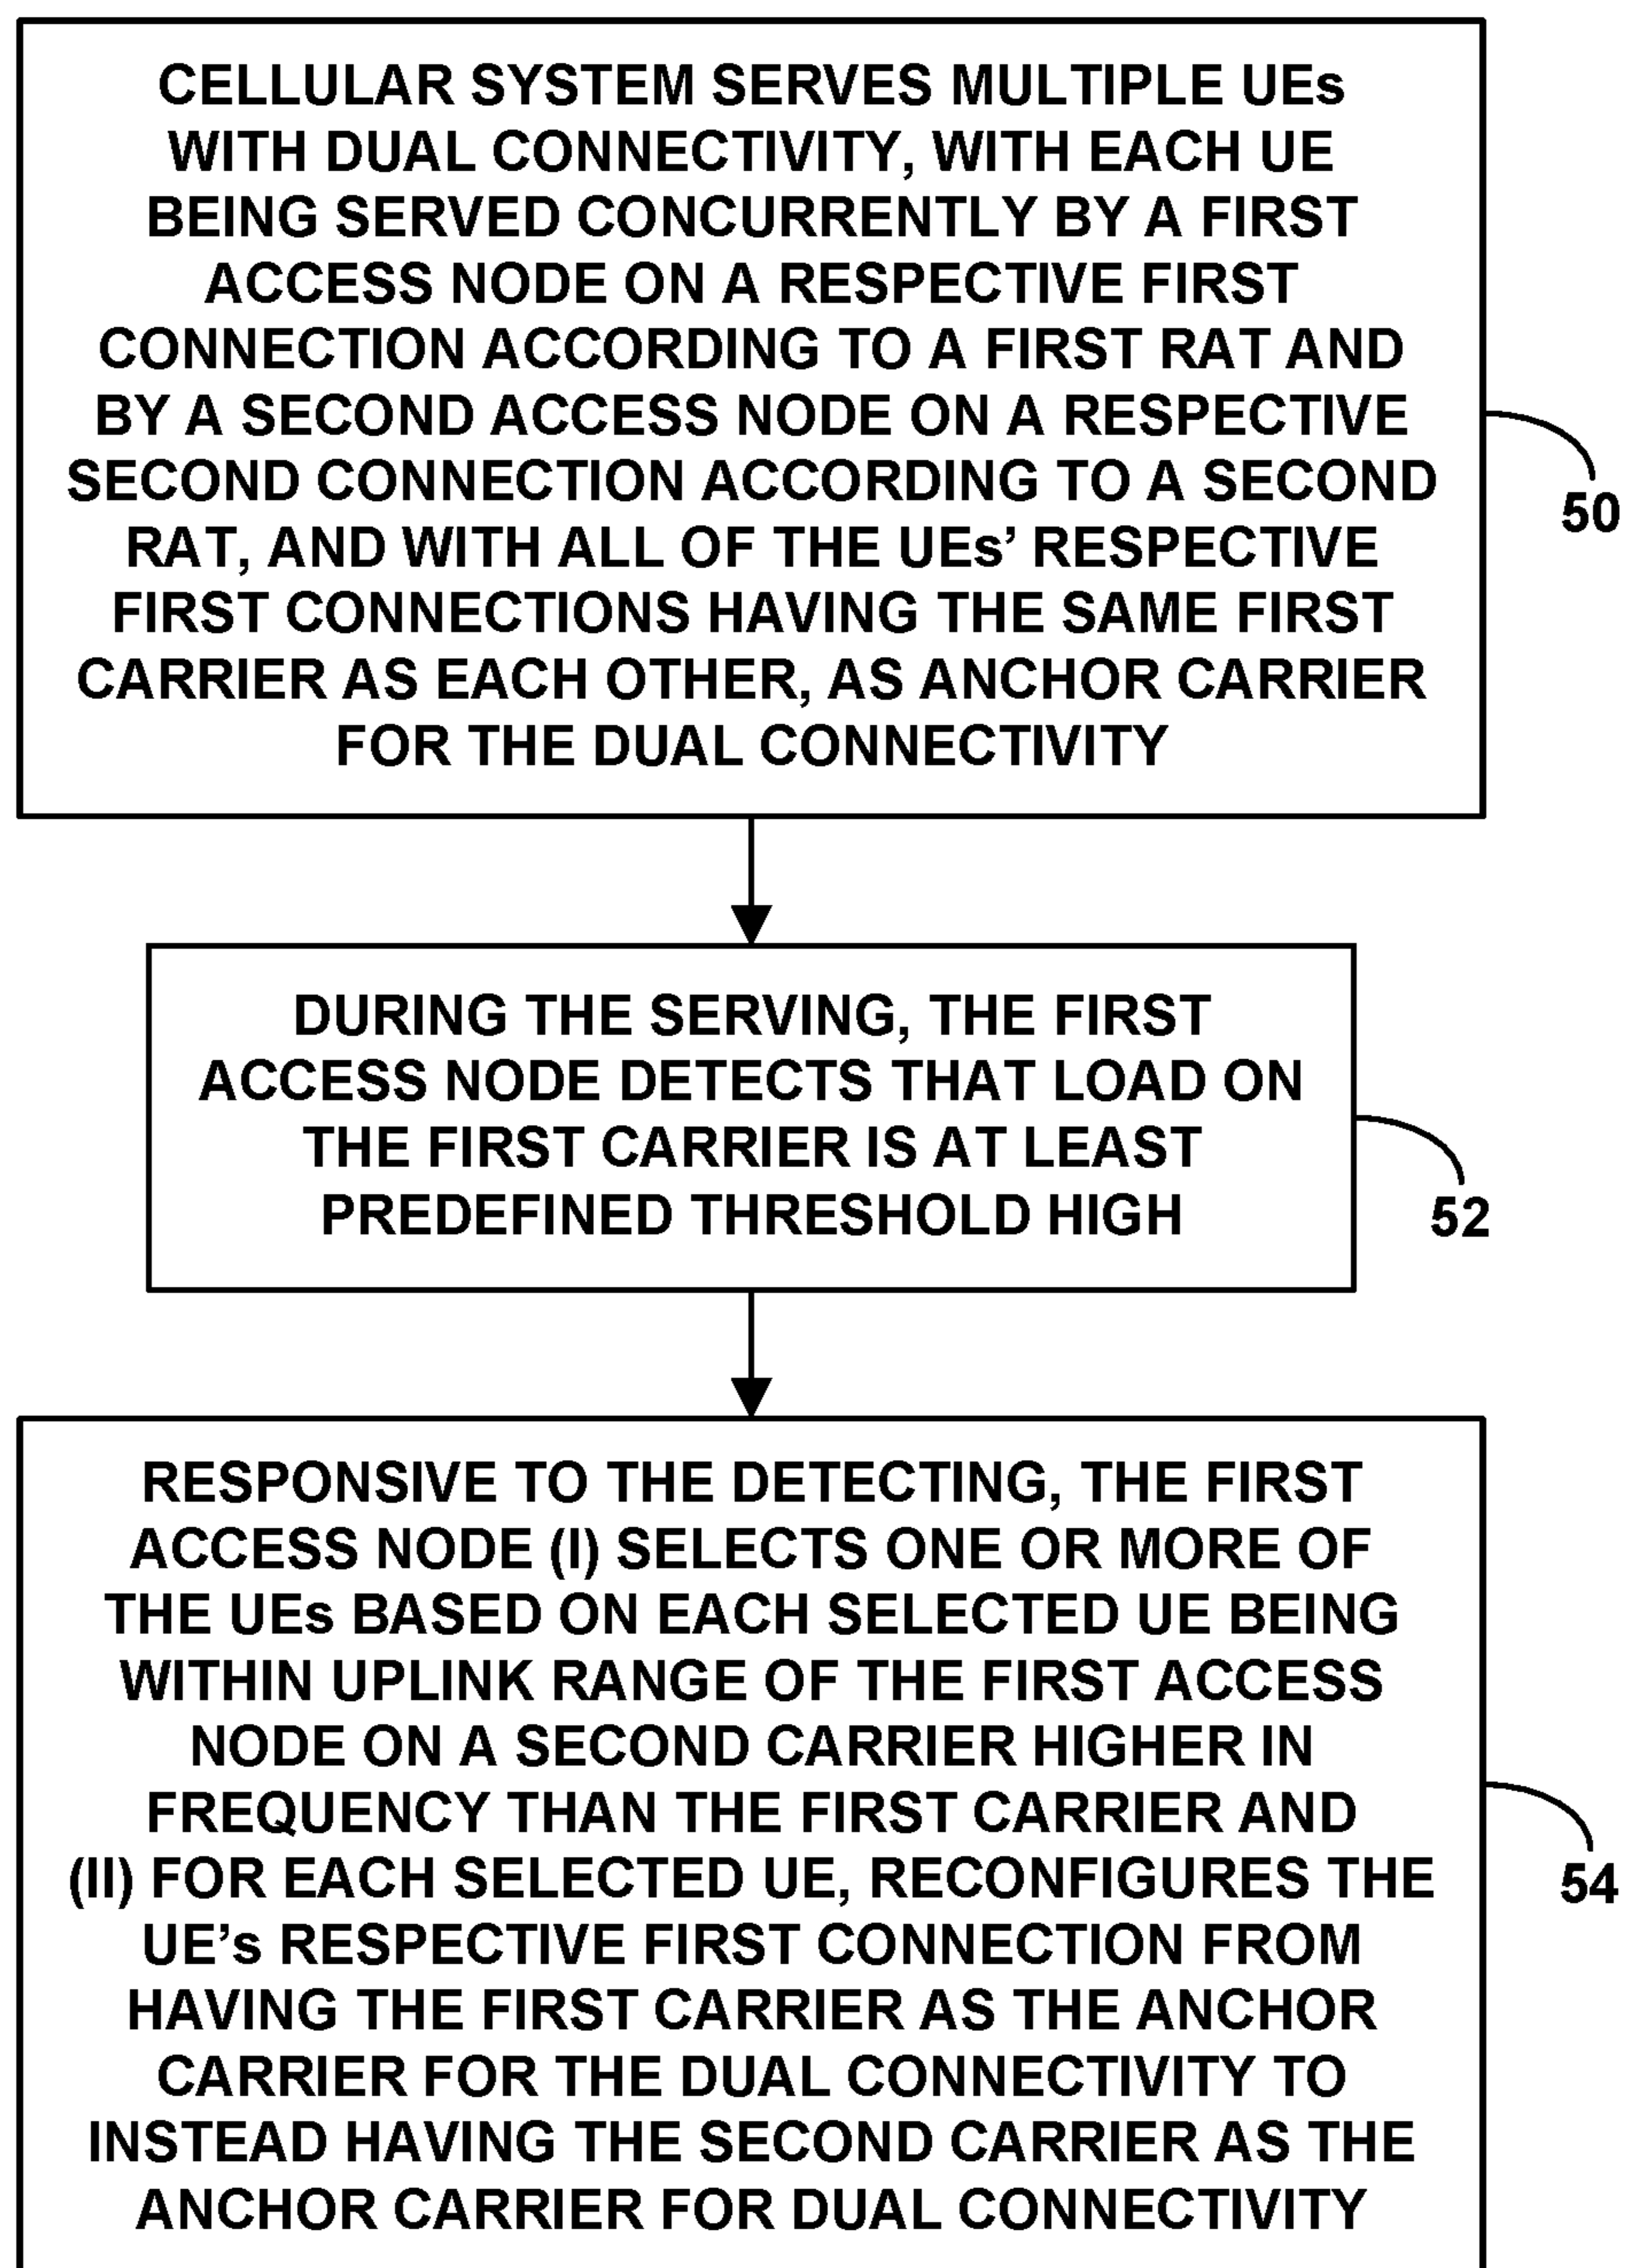 CELLULAR SYSTEM SERVES MULTIPLE UEs
WITH DUAL CONNECTIVITY, WITH EACH UE
BEING SERVED CONCURRENTLY BY A FIRST
ACCESS NODE ON A RESPECTIVE FIRST
CONNECTION ACCORDING TO A FIRST RAT AND
BY A SECOND ACCESS NODE ON A RESPECTIVE
SECOND CONNECTION ACCORDING TO A SECOND
RAT, AND WITH ALL OF THE UEs’ RESPECTIVE
FIRST CONNECTIONS HAVING THE SAME FIRST
CARRIER AS EACH OTHER, AS ANCHOR CARRIER
FOR THE DUAL CONNECTIVITY
50
DURING THE SERVING, THE FIRST
ACCESS NODE DETECTS THAT LOAD ON
THE FIRST CARRIER IS AT LEAST
PREDEFINED THRESHOLD HIGH
52
RESPONSIVE TO THE DETECTING, THE FIRST
ACCESS NODE (I) SELECTS ONE OR MORE OF
THE UEs BASED ON EACH SELECTED UE BEING
WITHIN UPLINK RANGE OF THE FIRST ACCESS
NODE ON A SECOND CARRIER HIGHER IN
FREQUENCY THAN THE FIRST CARRIER AND
(II) FOR EACH SELECTED UE, RECONFIGURES THE
UE’s RESPECTIVE FIRST CONNECTION FROM
HAVING THE FIRST CARRIER AS THE ANCHOR
CARRIER FOR THE DUAL CONNECTIVITY TO
INSTEAD HAVING THE SECOND CARRIER AS THE
ANCHOR CARRIER FOR DUAL CONNECTIVITY
54